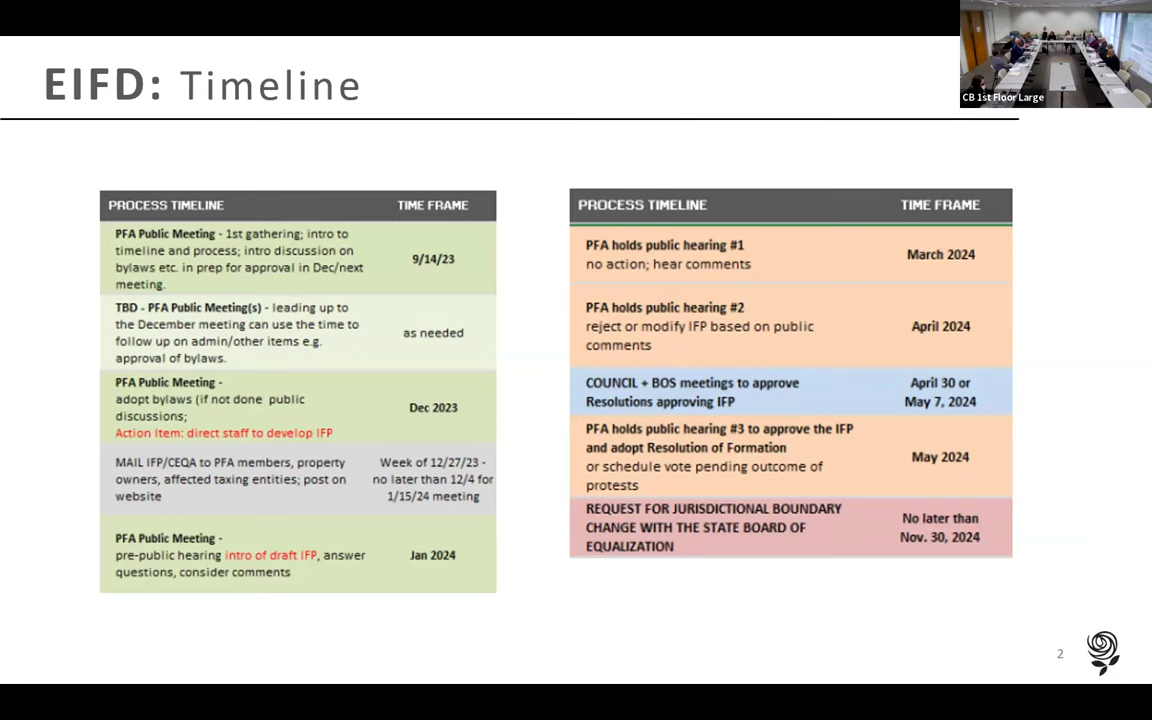 CB 1st Floor Large
EIFD: Timeline
PROCESS TIMELINE TIME FRAME
PFA Public Meeting - 1st gathering; intro to
timeline and process; intro discussion on
bylaws etc. in prep for approval in Dec/next
meeting.
9/14/23
TBD - PFA Public Meeting(s) - leading up to
the December meeting can use the time to
follow up on admin/other items e.g.
approval of bylaws.
as needed
PFA Public Meeting -
adopt bylaws (if not done public
discussions;
Action Item: direct staff to develop IFP
Dec 2023
MAIL IFP/CEQA to PFA members, property
owners, affected taxing entities; post on
website
Week of 12/27/23 -
no later than 12/4 for
1/15/24 meeting
PFA Public Meeting -
pre-public hearing intro of draft IFP, answer
questions, consider comments
Jan 2024
PROCESS TIMELINE TIME FRAME
PFA holds public hearing #1
no action; hear comments
March 2024
PFA holds public hearing #2
reject or modify IFP based on public
comments
April 2024
COUNCIL + BOS meetings to approve
Resolutions approving IFP
April 30 or
May 7, 2024
PFA holds public hearing #3 to approve the IFP
and adopt Resolution of Formation
or schedule vote pending outcome of
protests
May 2024
REQUEST FOR JURISDICTIONAL BOUNDARY
CHANGE WITH THE STATE BOARD OF
EQUALIZATION
No later than
Nov. 30, 2024
2